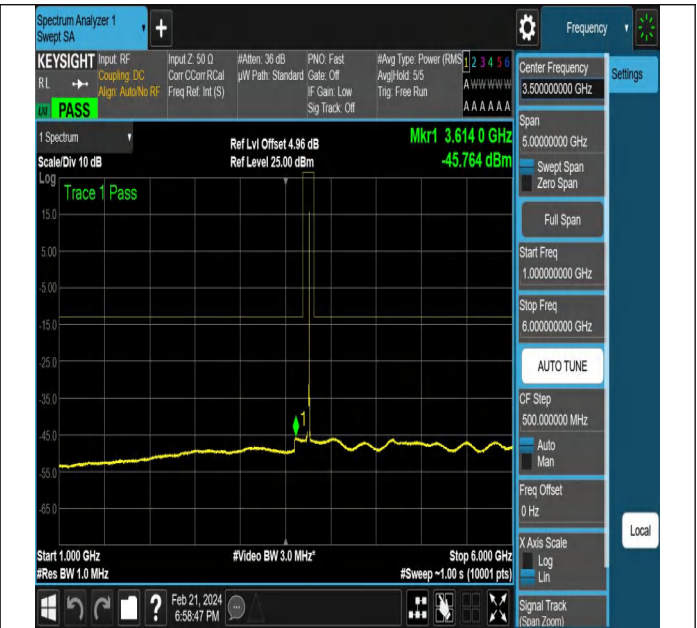 Spectrum Analyzer 1
Swept SA
Frequency
KEYSIGHT
RL
LXI PASS
Input: RF
Coupling: DC
Align: Auto/No RF
Input Z: 50 Ω
Corr CCorr RCal
Freq Ref: Int (S)
#Atten: 36 dB
µW Path: Standard
PNO: Fast
Gate: Off
IF Gain: Low
Sig Track: Off
#Avg Type: Power (RMS
Avg|Hold: 5/5
Trig: Free Run
1 2 3 4 5 6
A W W W W W
A A A A A A
1 Spectrum
Scale/Div 10 dB
Ref Lvl Offset 4.96 dB
Ref Level 25.00 dBm
Mkr1 3.614 0 GHz
-45.764 dBm
Log
Trace 1 Pass
15.0
5.00
-5.00
-15.0
-25.0
-35.0
-45.0
-55.0
-65.0
1
Start 1.000 GHz
#Res BW 1.0 MHz
#Video BW 3.0 MHz*
Stop 6.000 GHz
#Sweep ~1.00 s (10001 pts)
Feb 21, 2024
6:58:47 PM
Center Frequency
3.500000000 GHz
Settings
Span
5.00000000 GHz
Swept Span
Zero Span
Full Span
Start Freq
1.000000000 GHz
Stop Freq
6.000000000 GHz
AUTO TUNE
CF Step
500.000000 MHz
Auto
Man
Freq Offset
0 Hz
X Axis Scale
Log
Lin
Local
Signal Track
(Span Zoom)